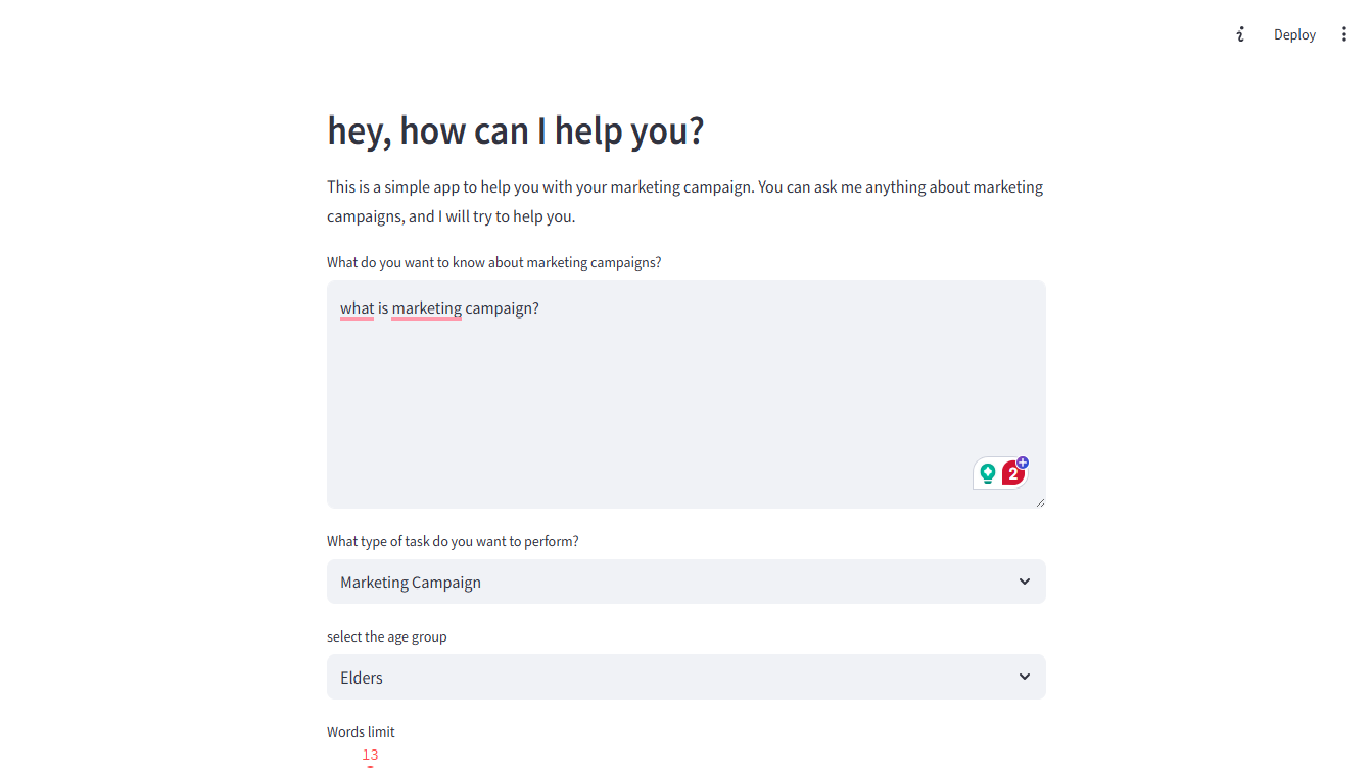 Deploy
hey, how can I help you?
This is a simple app to help you with your marketing campaign. You can ask me anything about marketing
campaigns, and I will try to help you.
What do you want to know about marketing campaigns?
what is marketing campaign?
2
What type of task do you want to perform?
Marketing Campaign
select the age group
Elders
Words limit
13